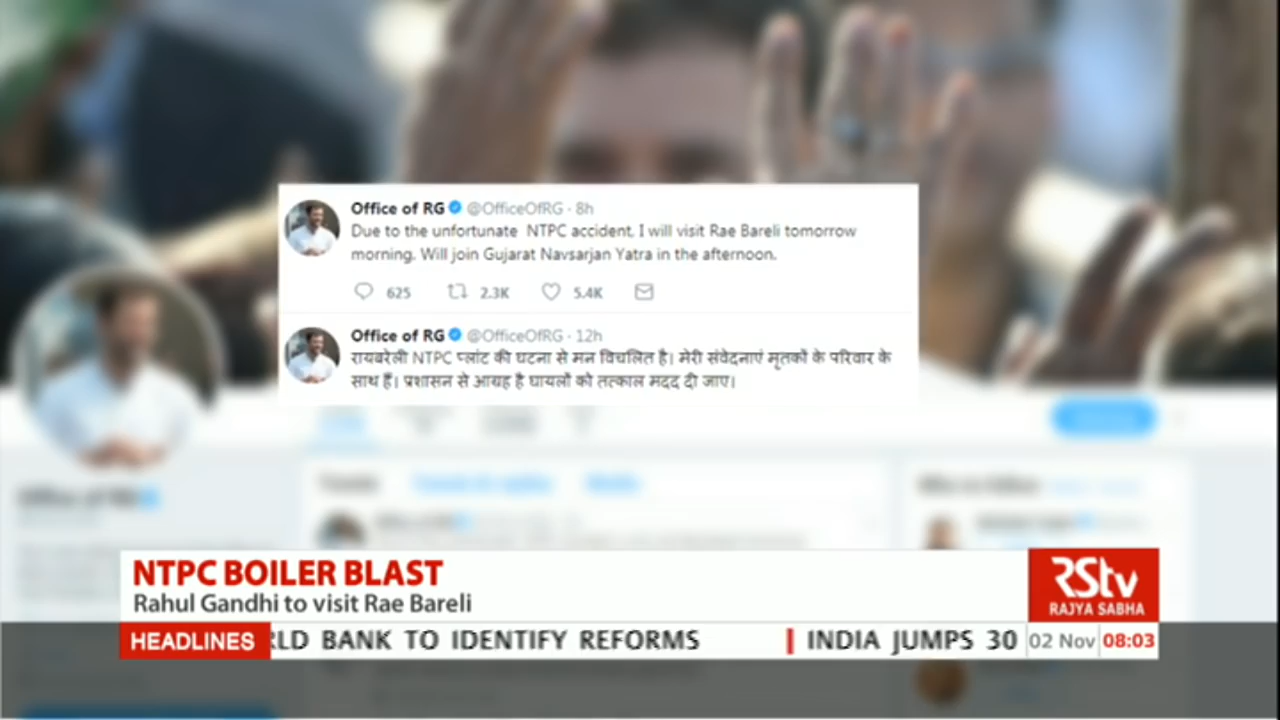 Office of RG @OfficeOfRG · 8h
Due to the unfortunate NTPC accident, I will visit Rae Bareli tomorrow
morning. Will join Gujarat Navsarjan Yatra in the afternoon.
625 2.3K 5.4K
Office of RG @OfficeOfRG · 12h
रायबरेली NTPC प्लांट की घटना से मन विचलित है। मेरी संवेदनाएं मृतकों के परिवार के
साथ हैं। प्रशासन से आग्रह है घायलों को तत्काल मदद दी जाए।
NTPC BOILER BLAST
Rahul Gandhi to visit Rae Bareli
RStv
RAJYA SABHA
HEADLINES RLD BANK TO IDENTIFY REFORMS | INDIA JUMPS 30 02 Nov 08:03